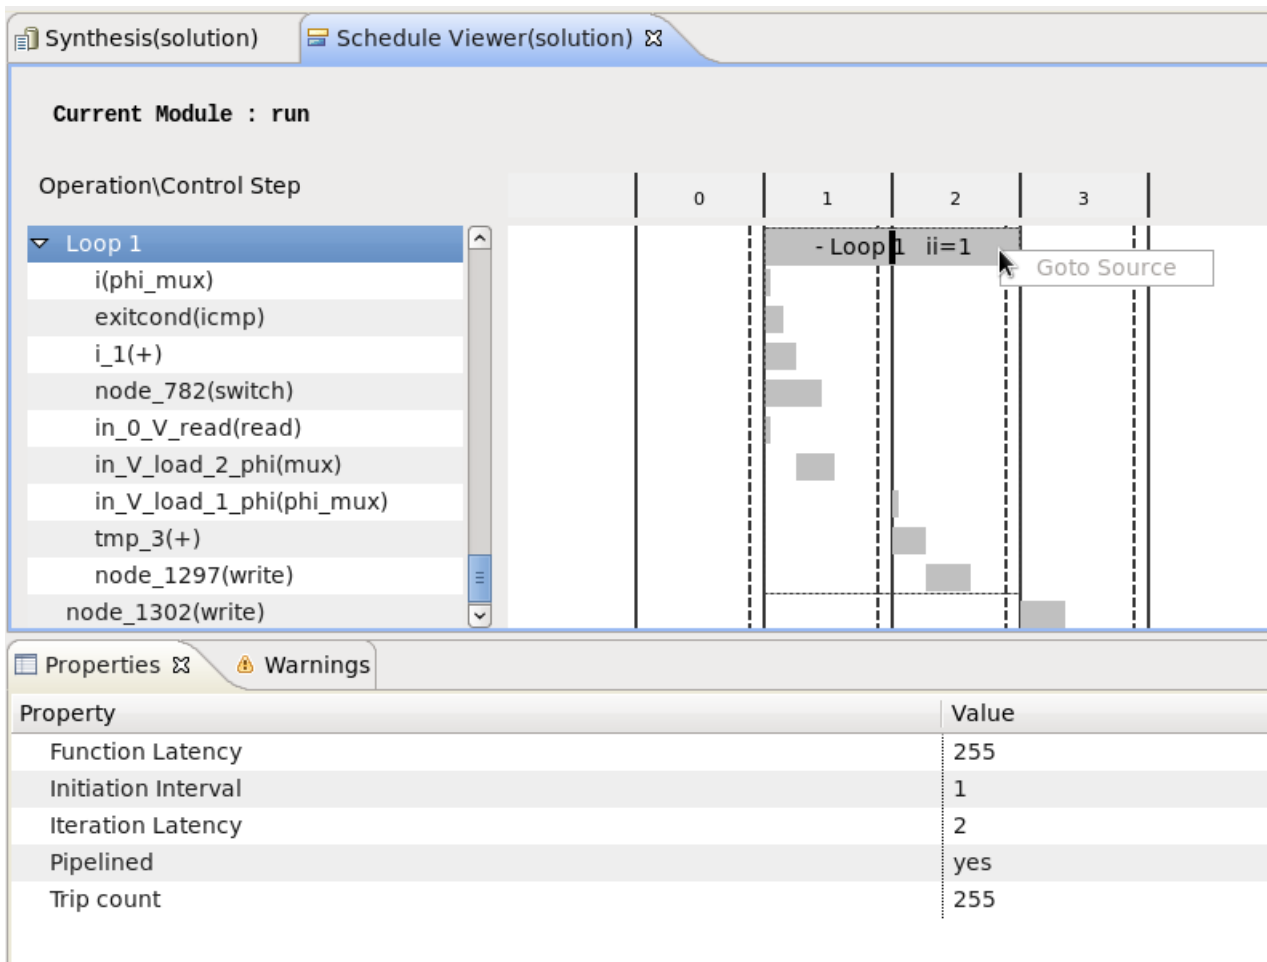 Synthesis(solution) Schedule Viewer(solution)
Current Module : run
Operation\Control Step 0 1 2 3
Loop 1 - Loop 1 ii=1
Goto Source
i(phi_mux)
exitcond(icmp)
i_1(+)
node_782(switch)
in_0_V_read(read)
in_V_load_2_phi(mux)
in_V_load_1_phi(phi_mux)
tmp_3(+)
node_1297(write)
node_1302(write)
Properties Warnings
Property Value
Function Latency 255
Initiation Interval 1
Iteration Latency 2
Pipelined yes
Trip count 255